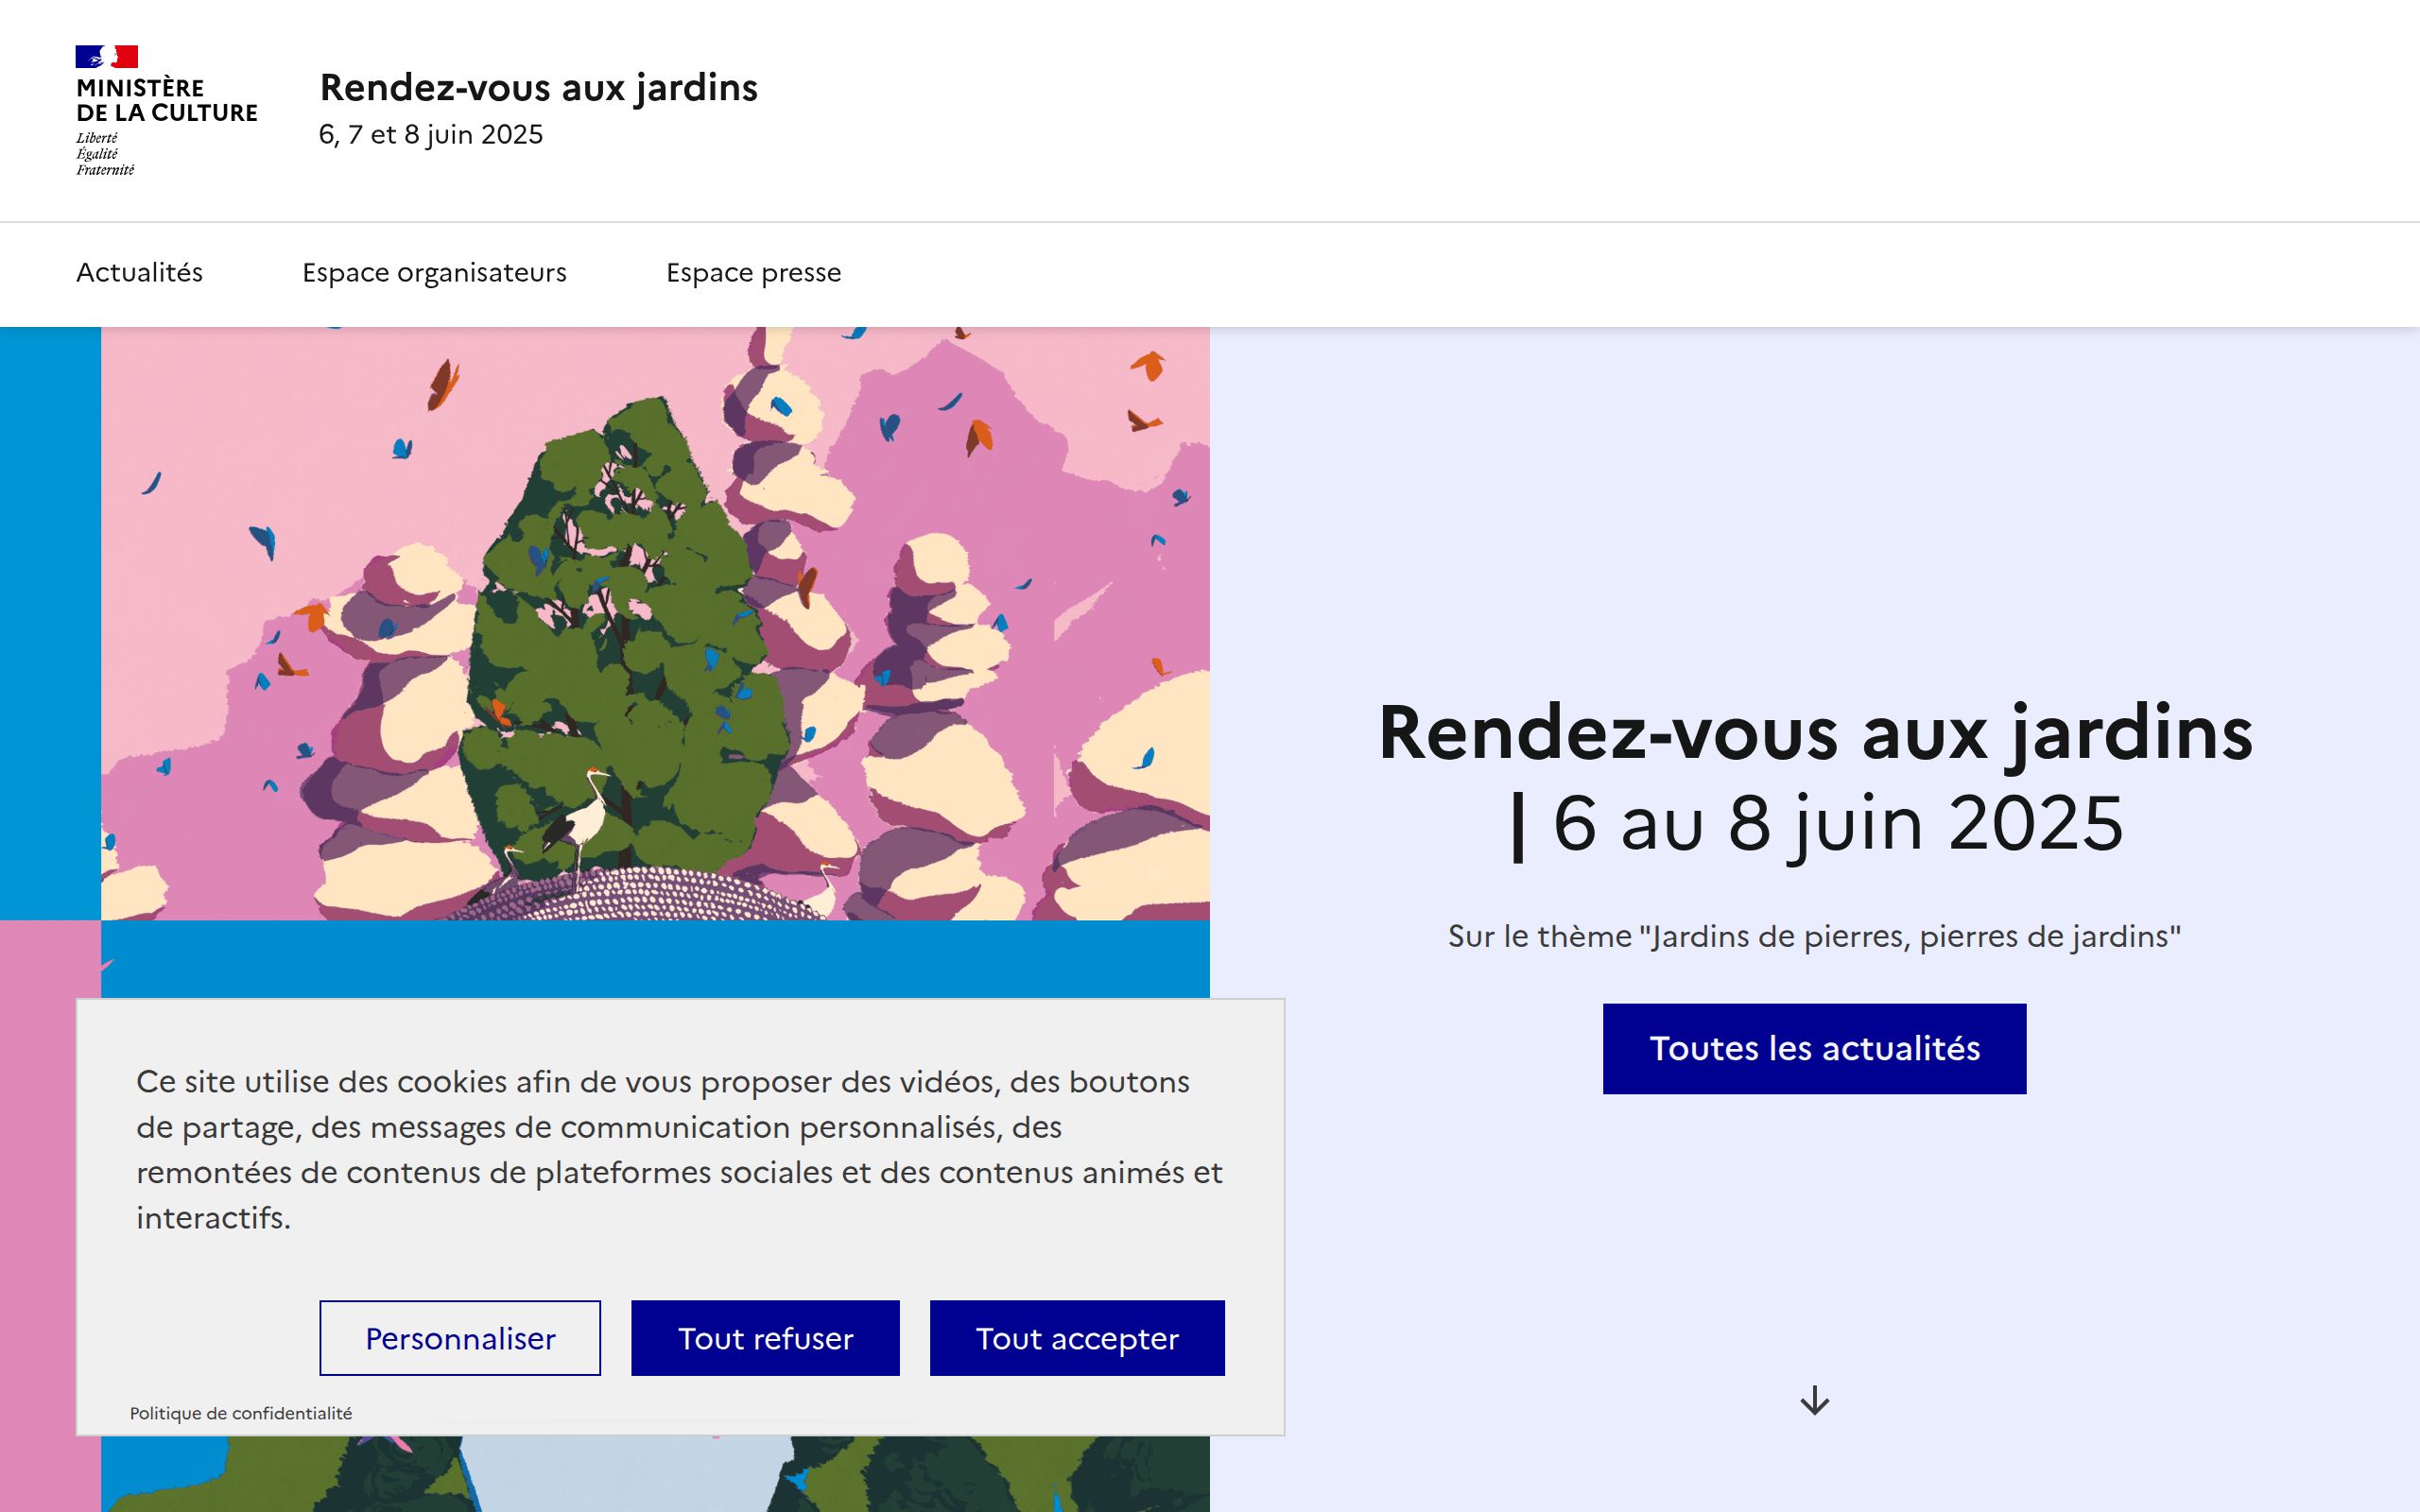 MINISTÈRE
DE LA CULTURE
Liberté
Égalité
Fraternité
Rendez-vous aux jardins
6, 7 et 8 juin 2025
Actualités
Espace organisateurs
Espace presse
Rendez-vous aux jardins
| 6 au 8 juin 2025
Sur le thème "Jardins de pierres, pierres de jardins"
Toutes les actualités
Ce site utilise des cookies afin de vous proposer des vidéos, des boutons
de partage, des messages de communication personnalisés, des
remontées de contenus de plateformes sociales et des contenus animés et
interactifs.
Personnaliser
Tout refuser
Tout accepter
Politique de confidentialité